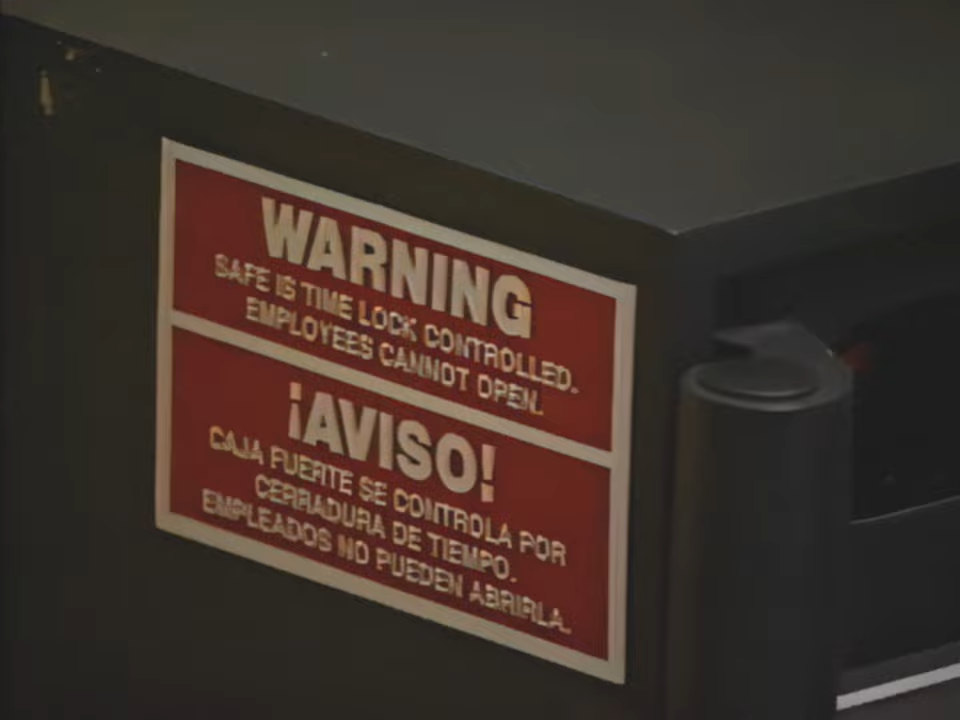 WARNING
SAFE IS TIME LOCK CONTROLLED.
EMPLOYEES CANNOT OPEN.
¡AVISO!
CAJA FUERTE SE CONTROLA POR
CERRADURA DE TIEMPO.
EMPLEADOS NO PUEDEN ABRIRLA.